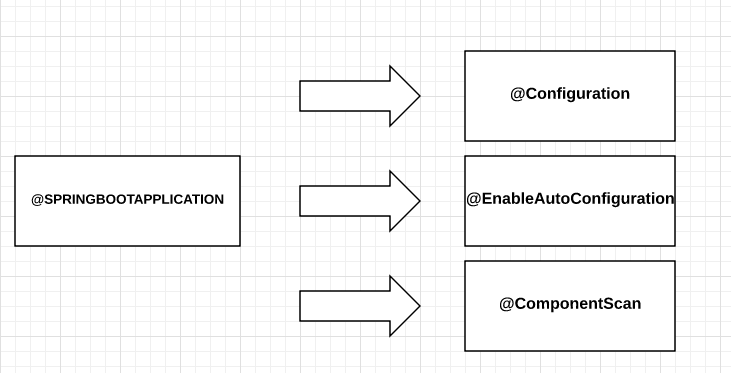 @Configuration
@SPRINGBOOTAPPLICATION
@EnableAutoConfiguration
@ComponentScan